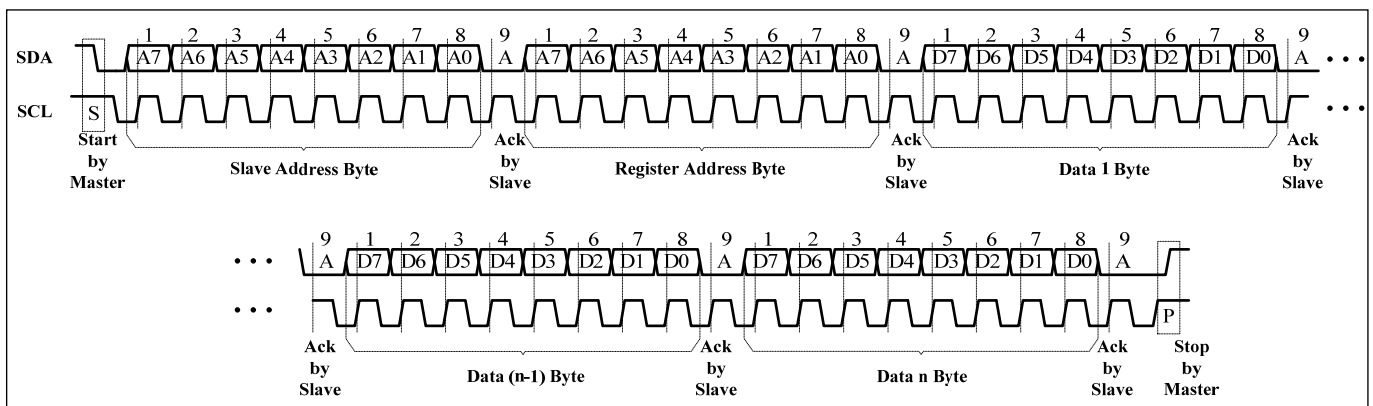 1 2 3 4 5 6 7 8 9 1 2 3 4 5 6 7 8 9 1 2 3 4 5 6 7 8 9
SDA A7 A6 A5 A4 A3 A2 A1 A0 A A7 A6 A5 A4 A3 A2 A1 A0 A D7 D6 D5 D4 D3 D2 D1 D0 A • • •
SCL S • • •
Start by Master
Slave Address Byte
Ack by Slave
Register Address Byte
Ack by Slave
Data 1 Byte
Ack by Slave
9 1 2 3 4 5 6 7 8 9 1 2 3 4 5 6 7 8 9
• • • A D7 D6 D5 D4 D3 D2 D1 D0 A D7 D6 D5 D4 D3 D2 D1 D0 A
• • • P
Ack by Slave
Data (n-1) Byte
Ack by Slave
Data n Byte
Ack by Slave
Stop by Master